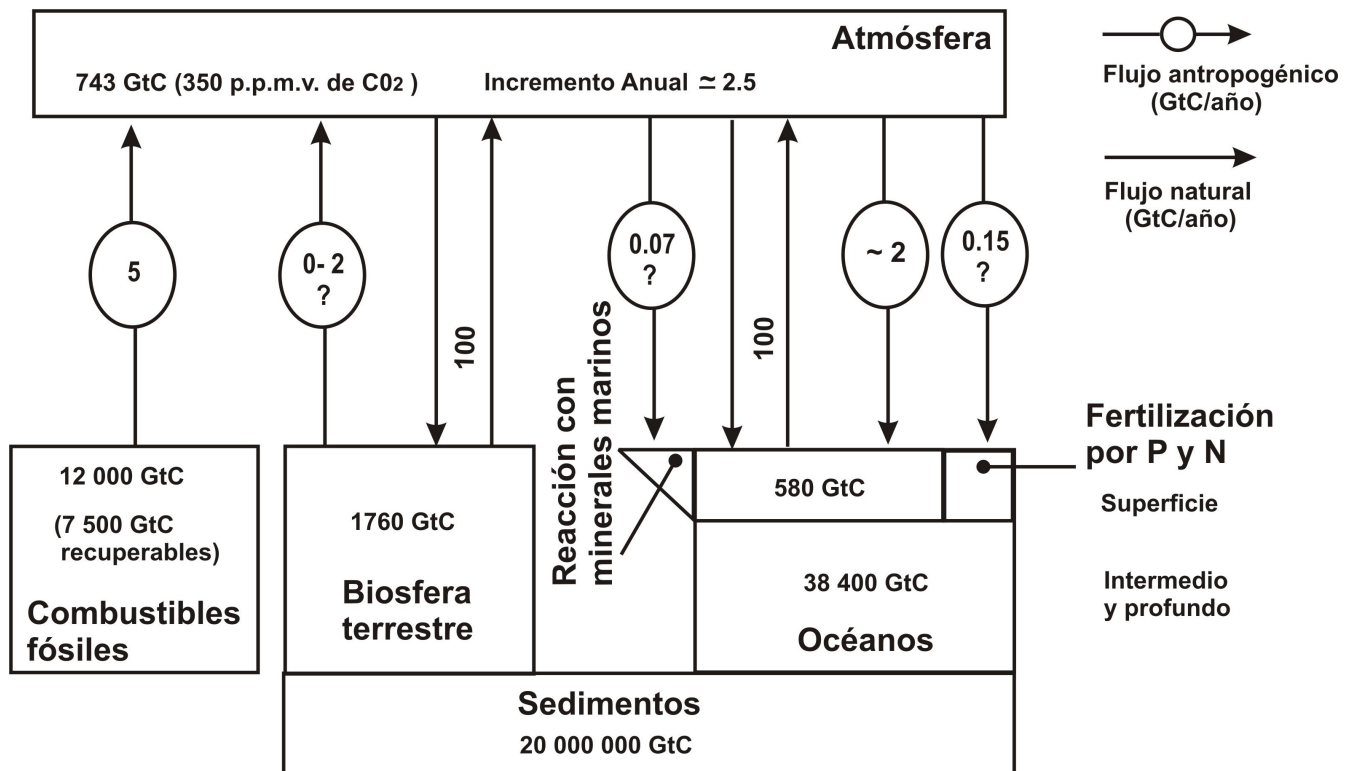 Atmósfera
743 GtC (350 p.p.m.v. de C02 )
Incremento Anual ≃ 2.5
Flujo antropogénico
(GtC/año)
Flujo natural
(GtC/año)
5
0- 2
?
100
0.07
?
100
~ 2
0.15
?
Reacción con
minerales marinos
12 000 GtC
(7 500 GtC
recuperables)
Combustibles
fósiles
1760 GtC
Biosfera
terrestre
580 GtC
38 400 GtC
Océanos
Fertilización
por P y N
Superficie
Intermedio
y profundo
Sedimentos
20 000 000 GtC